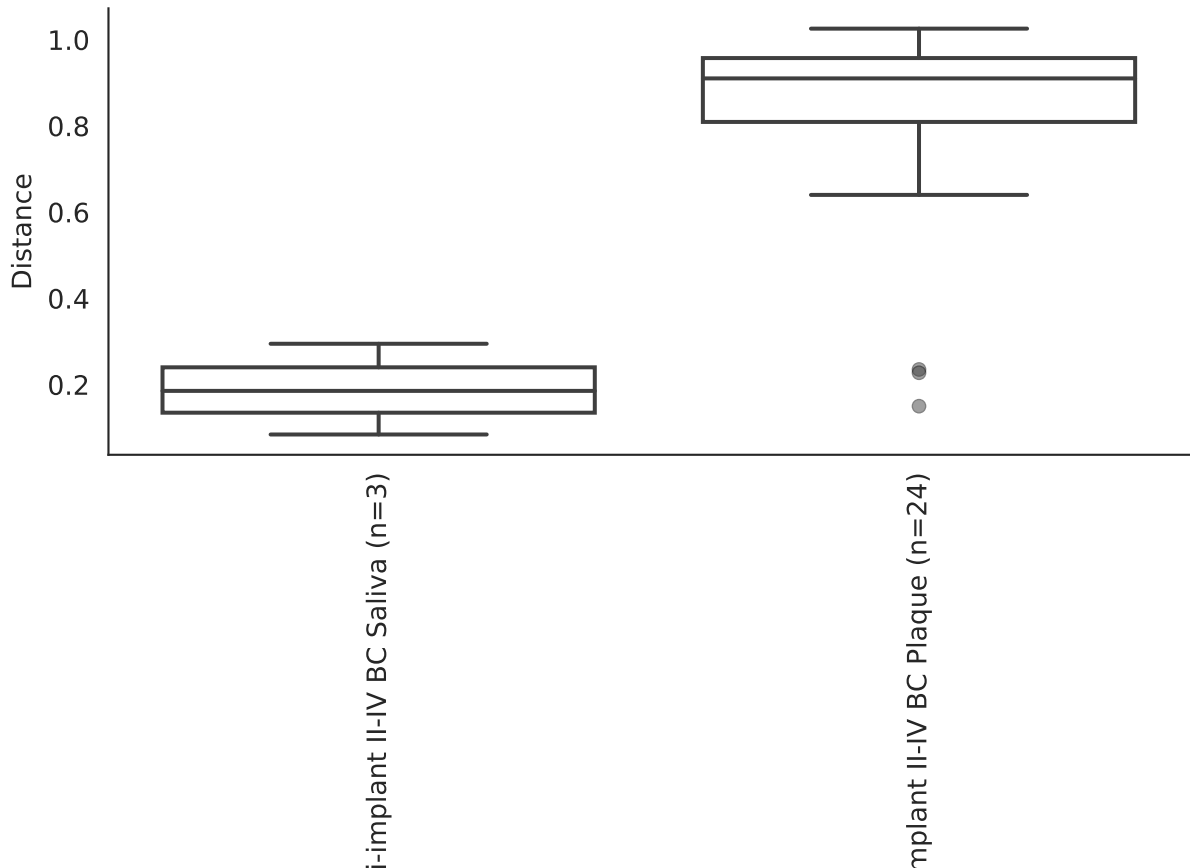 1.0
0.8
0.6
0.4
0.2
Distance
i-implant II-IV BC Saliva (n=3)
mplant II-IV BC Plaque (n=24)